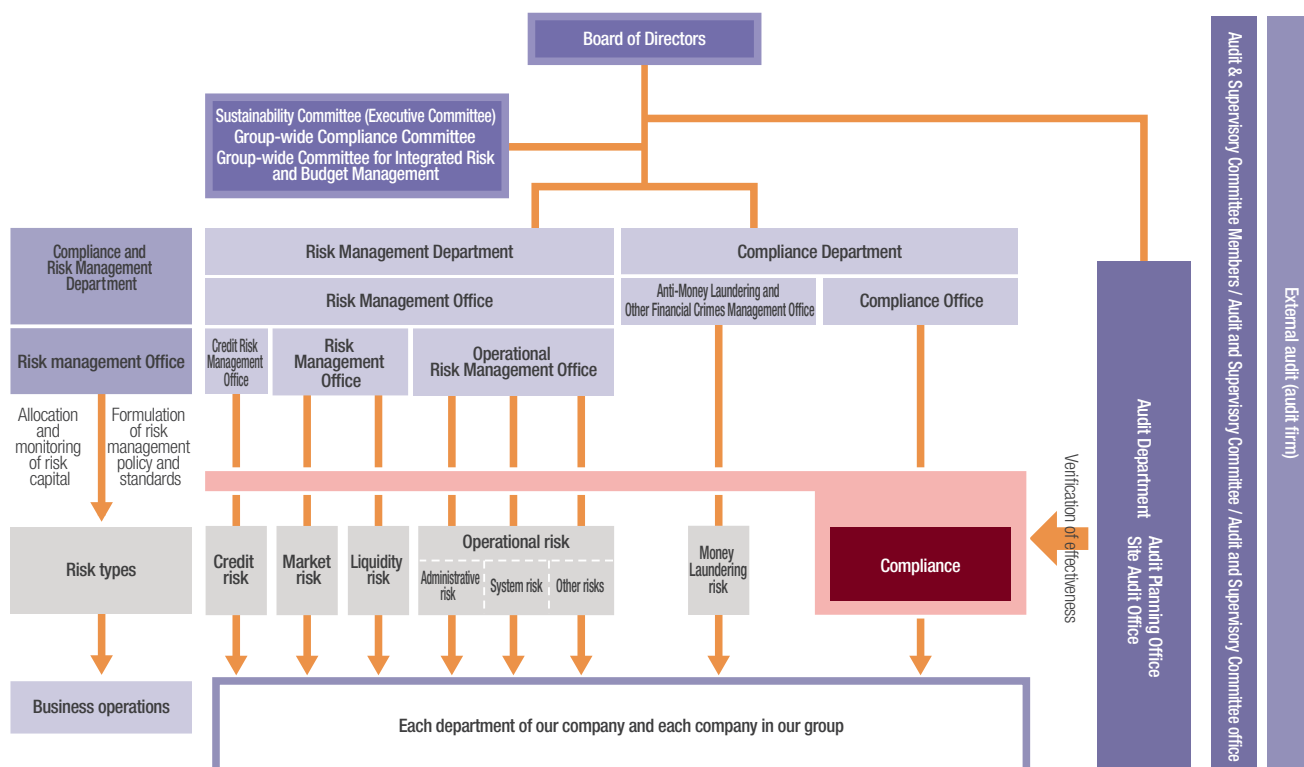 Board of Directors
Sustainability Committee (Executive Committee)
Group-wide Compliance Committee
Group-wide Committee for Integrated Risk
and Budget Management
Compliance and
Risk Management
Department
Risk Management Department
Compliance Department
Risk Management Office
Anti-Money Laundering and
Other Financial Crimes Management Office
Compliance Office
Risk management Office
Credit Risk
Management
Office
Risk
Management
Office
Operational
Risk Management Office
Allocation
and
monitoring
of risk
capital
Formulation
of risk
management
policy and
standards
Risk types
Credit
risk
Market
risk
Liquidity
risk
Operational risk
Administrative
risk
System risk
Other risks
Money
Laundering
risk
Compliance
Verification of effectiveness
Audit Department
Audit Planning Office
Site Audit Office
Audit & Supervisory Committee Members / Audit and Supervisory Committee / Audit and Supervisory Committee office
External audit (audit firm)
Business operations
Each department of our company and each company in our group